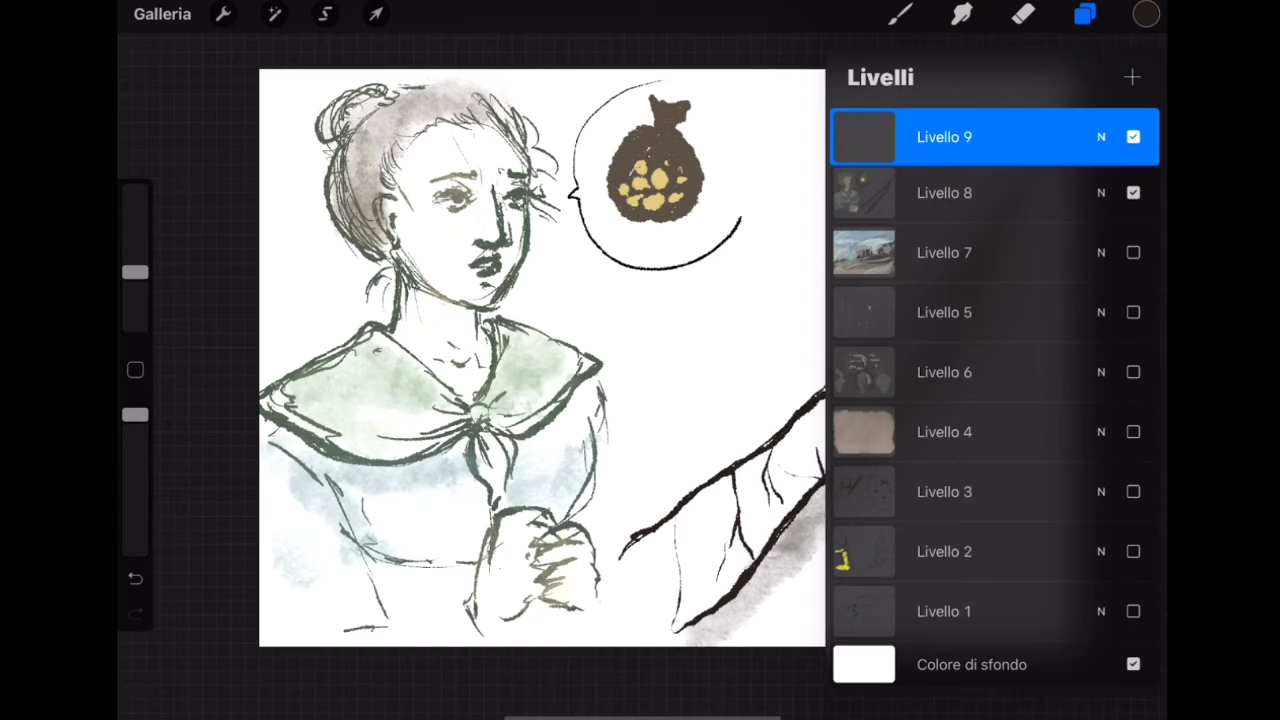 Galleria
Livelli
Livello 9 N
Livello 8 N
Livello 7 N
Livello 5 N
Livello 6 N
Livello 4 N
Livello 3 N
Livello 2 N
Livello 1 N
Colore di sfondo